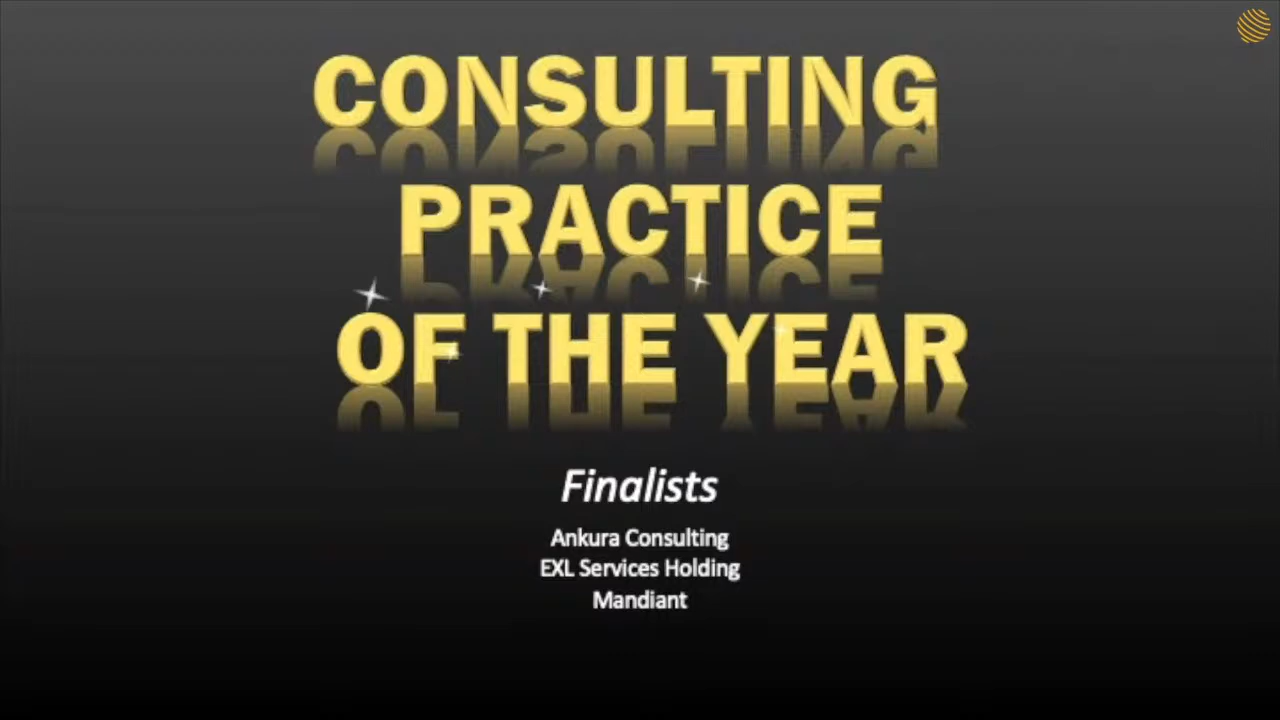 CONSULTING
PRACTICE
OF THE YEAR
Finalists
Ankura Consulting
EXL Services Holding
Mandiant